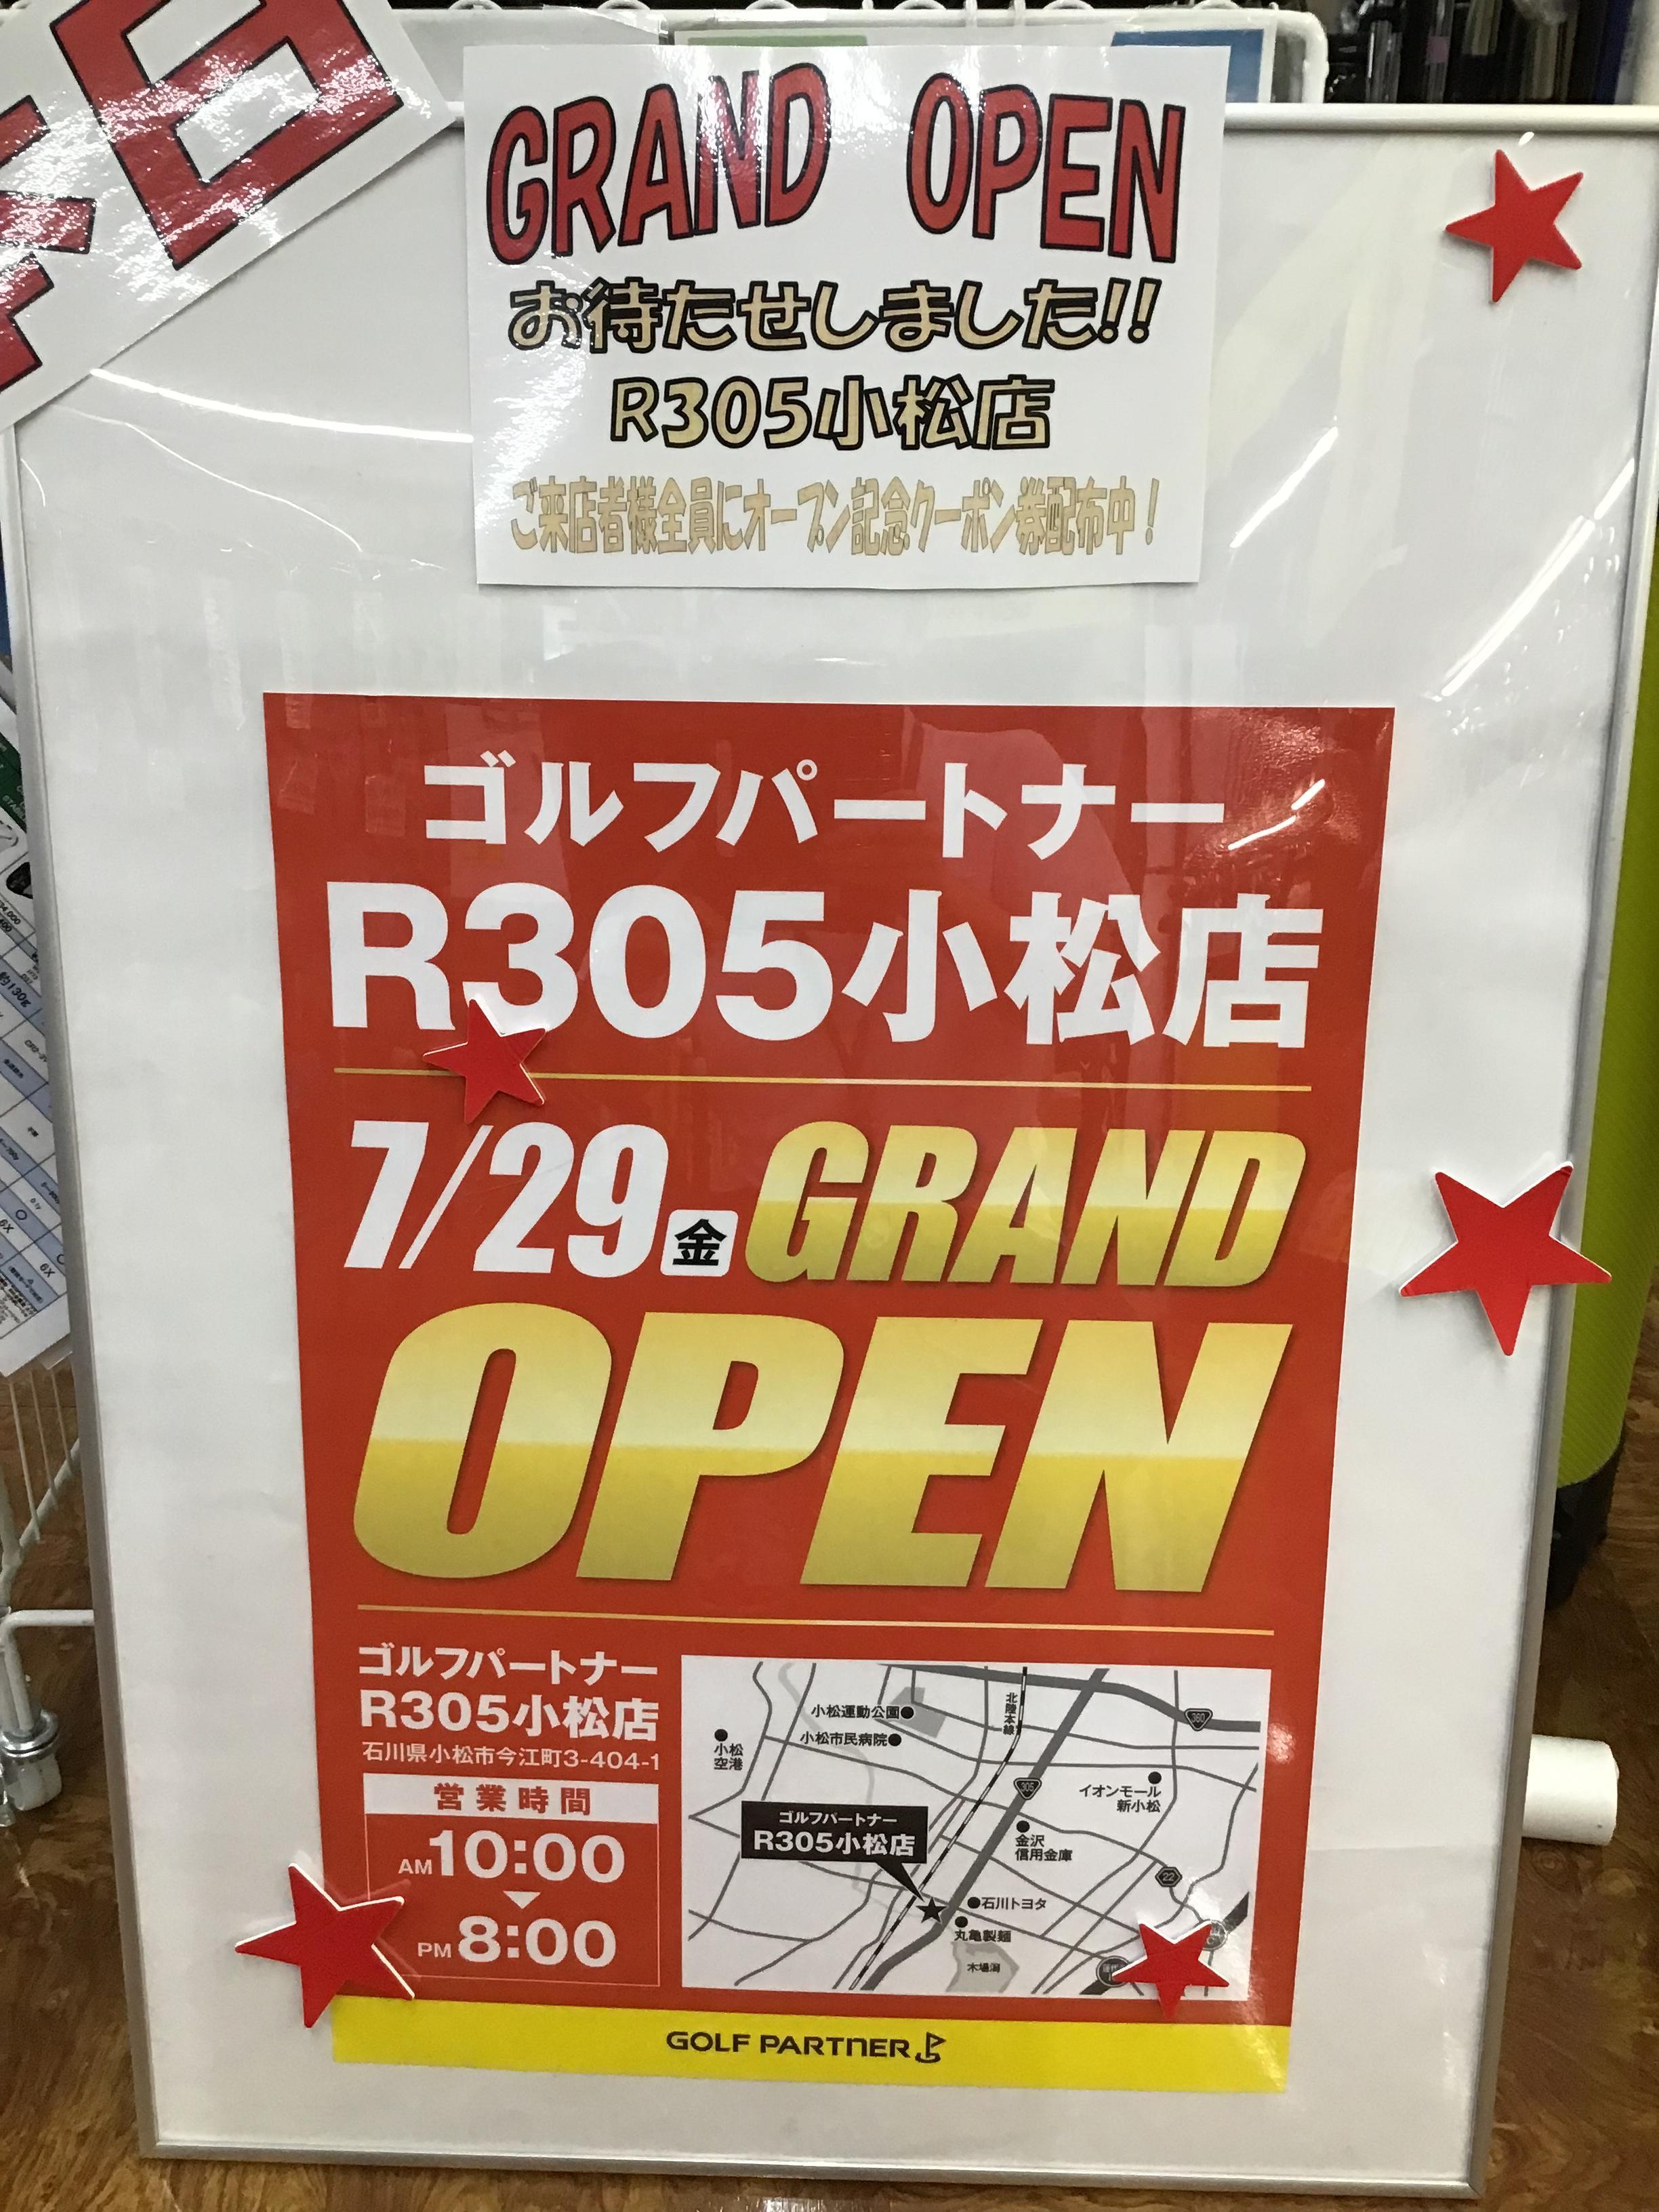 GRAND OPEN
お待たせしました!!
R305小松店
ご来店者様全員にオープン記念クーポン券配布中!
ゴルフパートナー
R305小松店
7/29 金 GRAND
OPEN
ゴルフパートナー
R305小松店
石川県小松市今江町3-404-1
営業時間
AM10:00
PM8:00
小松運動公園
小松市民病院
小松
空港
北陸本線
360
305
イオンモール
新小松
金沢
信用金庫
ゴルフパートナー
R305小松店
22
石川トヨタ
丸亀製麺
木場潟
GOLF PARTNER